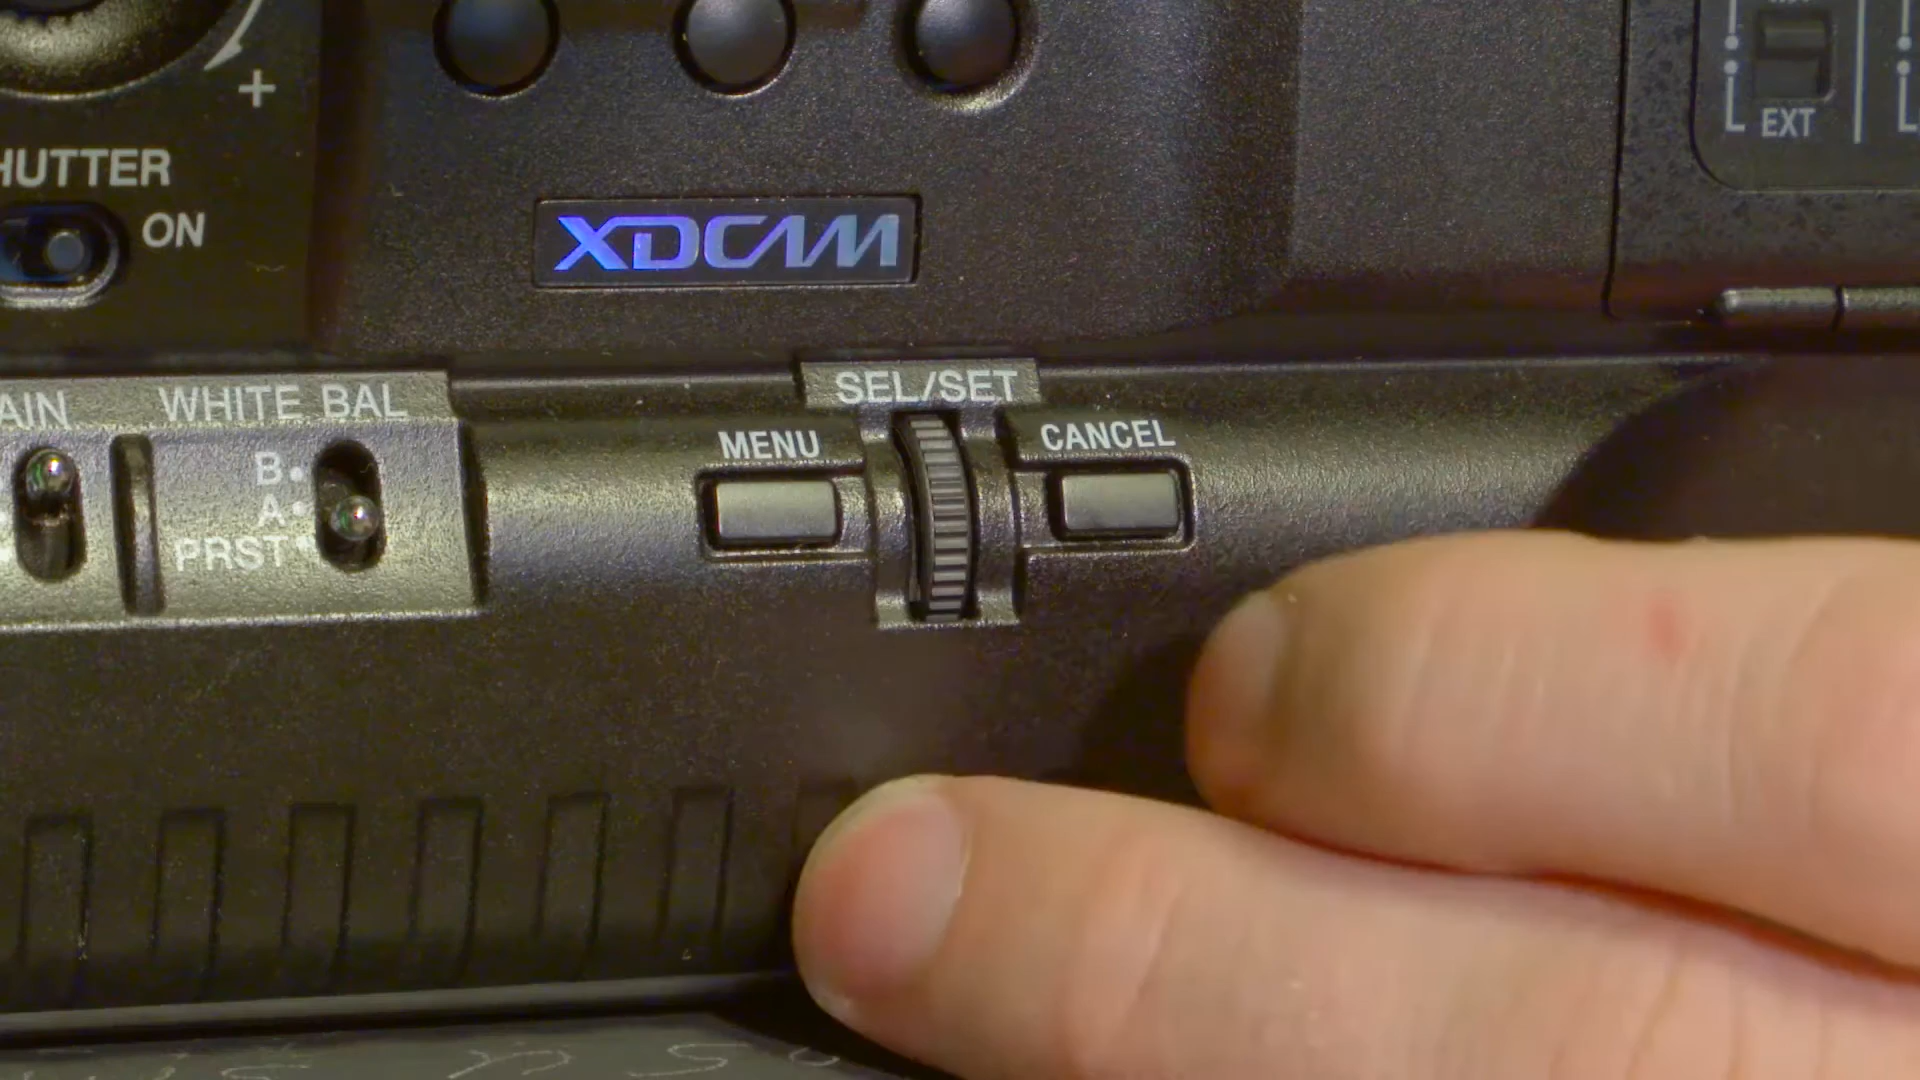 +
HUTTER
ON
EXT
XDCAM
AIN
WHITE BAL
B
A
PRST
SEL/SET
MENU
CANCEL